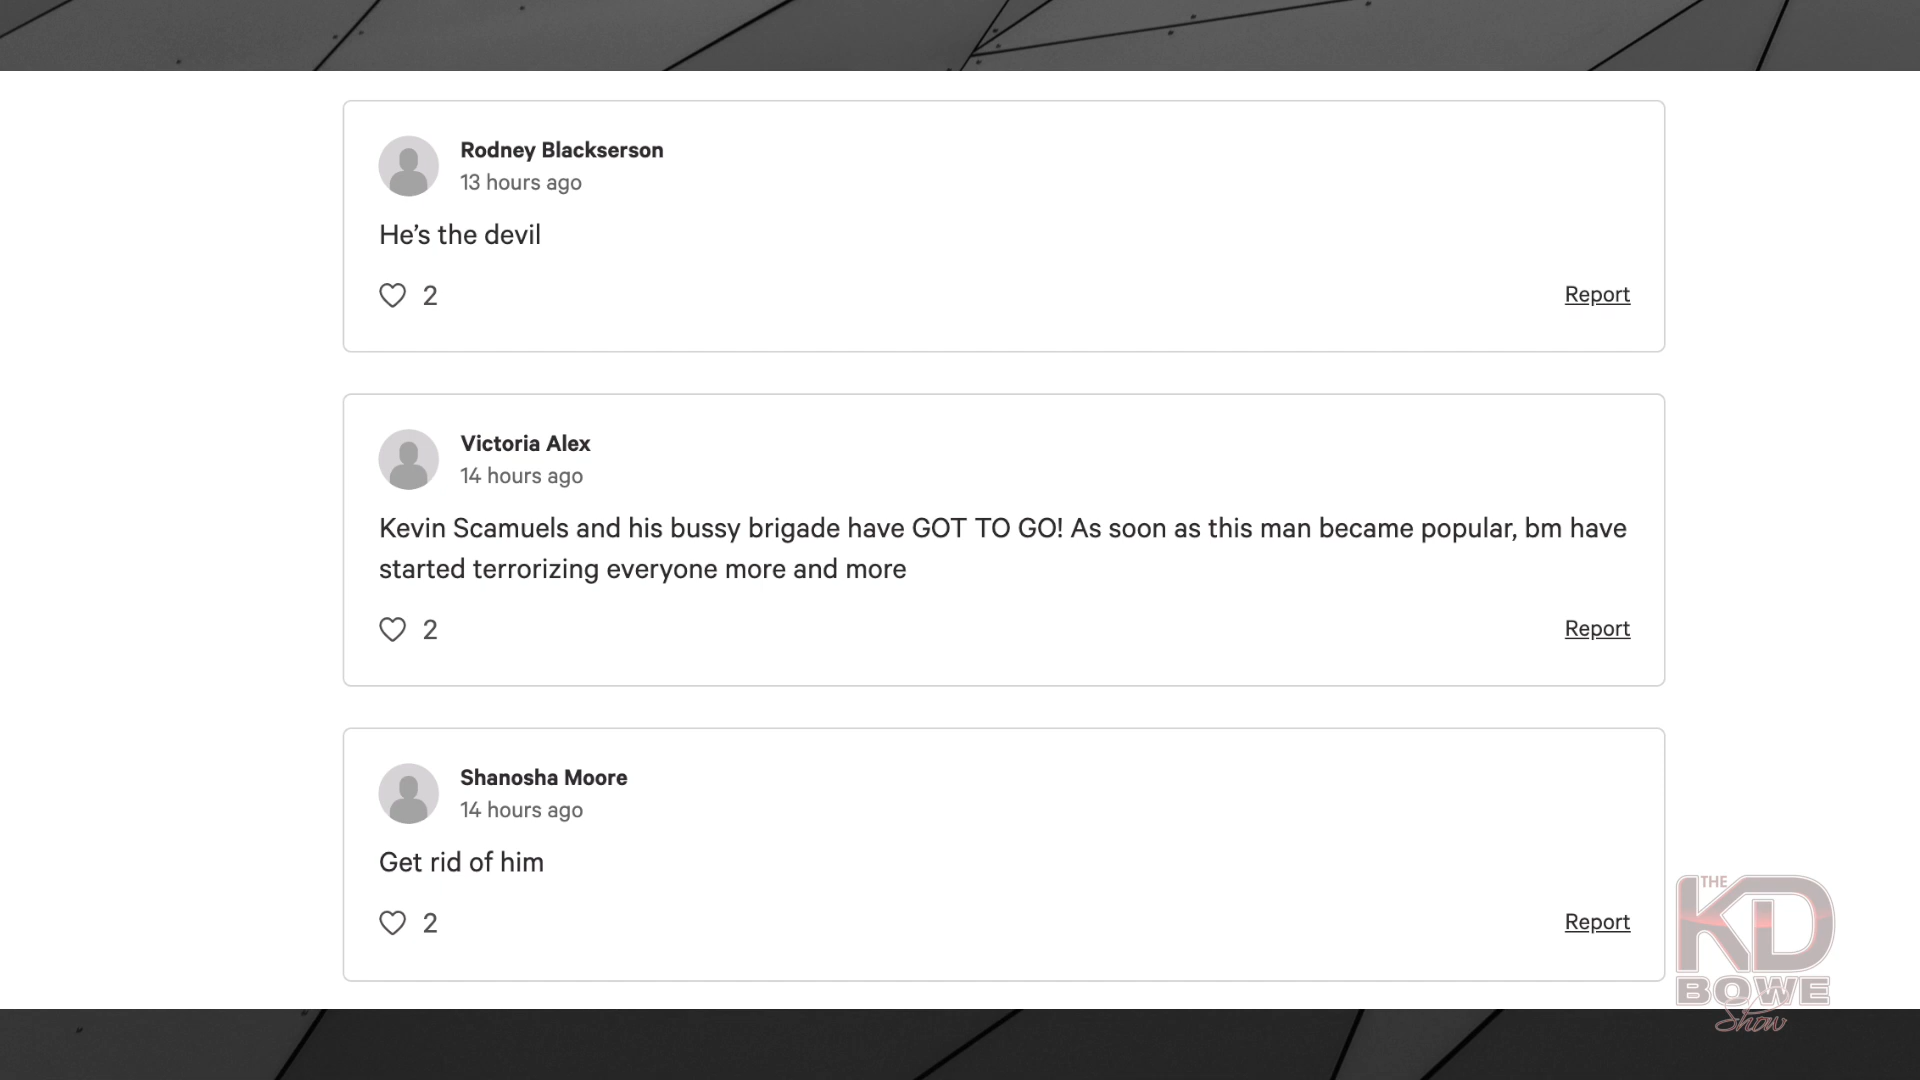 Rodney Blackserson
13 hours ago
He’s the devil
2
Report
Victoria Alex
14 hours ago
Kevin Scamuels and his bussy brigade have GOT TO GO! As soon as this man became popular, bm have
started terrorizing everyone more and more
2
Report
Shanosha Moore
14 hours ago
Get rid of him
2
Report
THE
KD
BOWE
Show